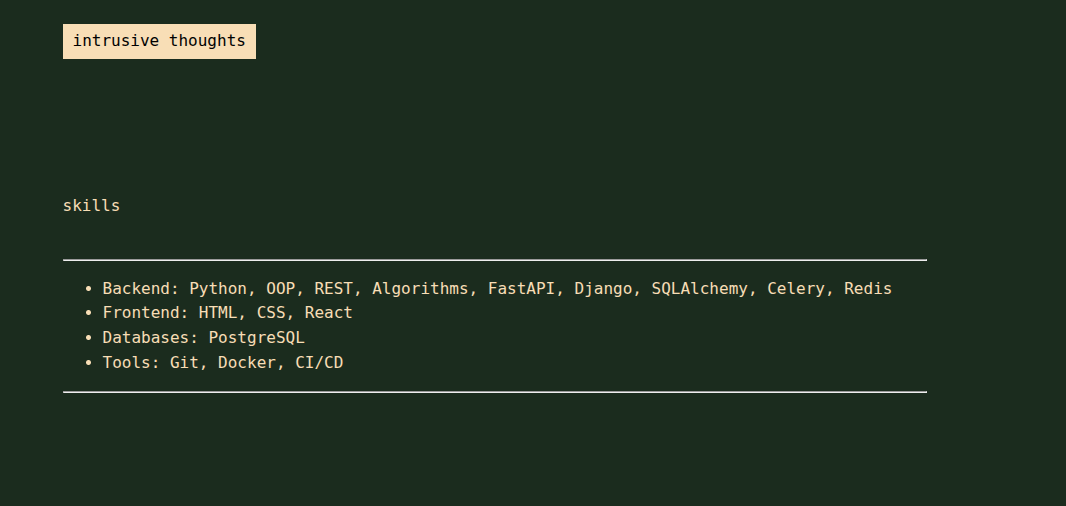 intrusive thoughts
skills
• Backend: Python, OOP, REST, Algorithms, FastAPI, Django, SQLAlchemy, Celery, Redis
• Frontend: HTML, CSS, React
• Databases: PostgreSQL
• Tools: Git, Docker, CI/CD